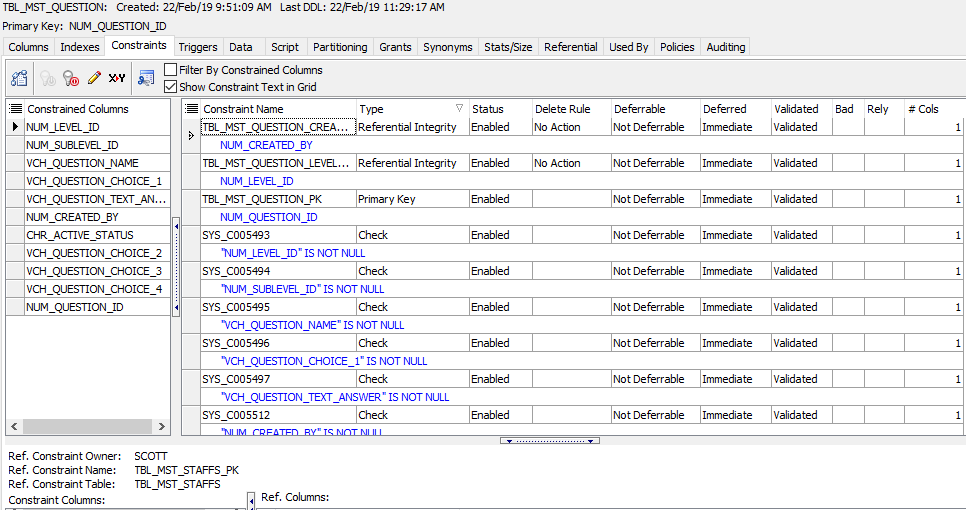 TBL_MST_QUESTION: Created: 22/Feb/19 9:51:09 AM Last DDL: 22/Feb/19 11:29:17 AM
Primary Key: NUM_QUESTION_ID
Columns Indexes Constraints Triggers Data Script Partitioning Grants Synonyms Stats/Size Referential Used By Policies Auditing
Filter By Constrained Columns
Show Constraint Text in Grid
Constrained Columns
NUM_LEVEL_ID
NUM_SUBLEVEL_ID
VCH_QUESTION_NAME
VCH_QUESTION_CHOICE_1
VCH_QUESTION_TEXT_AN...
NUM_CREATED_BY
CHR_ACTIVE_STATUS
VCH_QUESTION_CHOICE_2
VCH_QUESTION_CHOICE_3
VCH_QUESTION_CHOICE_4
NUM_QUESTION_ID
Constraint Name Type Status Delete Rule Deferrable Deferred Validated Bad Rely # Cols
TBL_MST_QUESTION_CREA... Referential Integrity Enabled No Action Not Deferrable Immediate Validated 1
NUM_CREATED_BY
TBL_MST_QUESTION_LEVEL... Referential Integrity Enabled No Action Not Deferrable Immediate Validated 1
NUM_LEVEL_ID
TBL_MST_QUESTION_PK Primary Key Enabled Not Deferrable Immediate Validated 1
NUM_QUESTION_ID
SYS_C005493 Check Enabled Not Deferrable Immediate Validated 1
"NUM_LEVEL_ID" IS NOT NULL
SYS_C005494 Check Enabled Not Deferrable Immediate Validated 1
"NUM_SUBLEVEL_ID" IS NOT NULL
SYS_C005495 Check Enabled Not Deferrable Immediate Validated 1
"VCH_QUESTION_NAME" IS NOT NULL
SYS_C005496 Check Enabled Not Deferrable Immediate Validated 1
"VCH_QUESTION_CHOICE_1" IS NOT NULL
SYS_C005497 Check Enabled Not Deferrable Immediate Validated 1
"VCH_QUESTION_TEXT_ANSWER" IS NOT NULL
SYS_C005512 Check Enabled Not Deferrable Immediate Validated 1
"NUM_CREATED_BY" IS NOT NULL
Ref. Constraint Owner: SCOTT
Ref. Constraint Name: TBL_MST_STAFFS_PK
Ref. Constraint Table: TBL_MST_STAFFS
Constraint Columns: Ref. Columns: